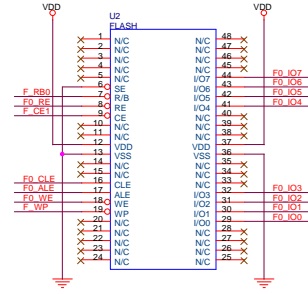 VDD VDD
U2
FLASH
1 N/C N/C 48
2 N/C N/C 47
3 N/C N/C 46
4 N/C N/C 45
5 N/C I/O7 44 F0_IO7
6 SE I/O6 43 F0_IO6
F_RB0 7 R/B I/O5 42 F0_IO5
F0_RE 8 RE I/O4 41 F0_IO4
F_CE1 9 CE N/C 40
10 N/C N/C 39
11 N/C N/C 38
12 VDD VDD 37
13 VSS VSS 36
14 N/C N/C 35
15 N/C N/C 34
F0_CLE 16 CLE N/C 33
F0_ALE 17 ALE I/O3 32 F0_IO3
F0_WE 18 WE I/O2 31 F0_IO2
F_WP 19 WP I/O1 30 F0_IO1
20 N/C I/O0 29 F0_IO0
21 N/C N/C 28
22 N/C N/C 27
23 N/C N/C 26
24 N/C N/C 25